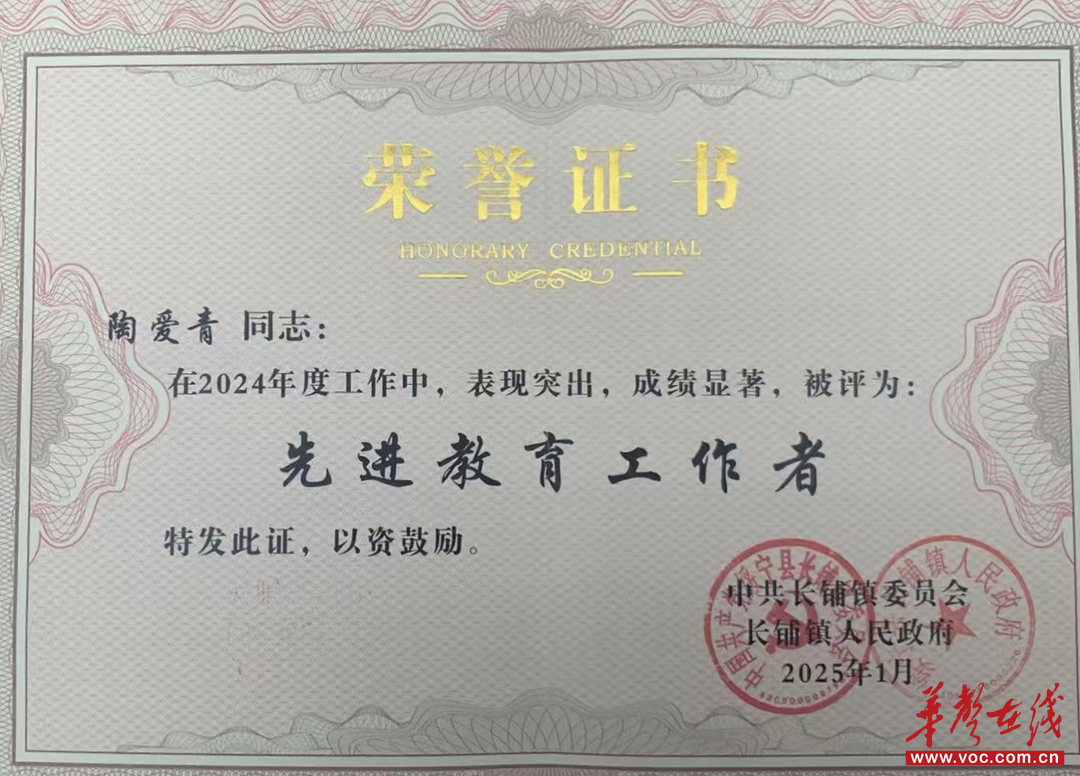 荣誉证书
HONORARY CREDENTIAL
陶爱青 同志：
在2024年度工作中，表现突出，成绩显著，被评为：
先进教育工作者
特发此证，以资鼓励。
中共长铺镇委员会
长铺镇人民政府
2025年1月
华声在线
www.voc.com.cn